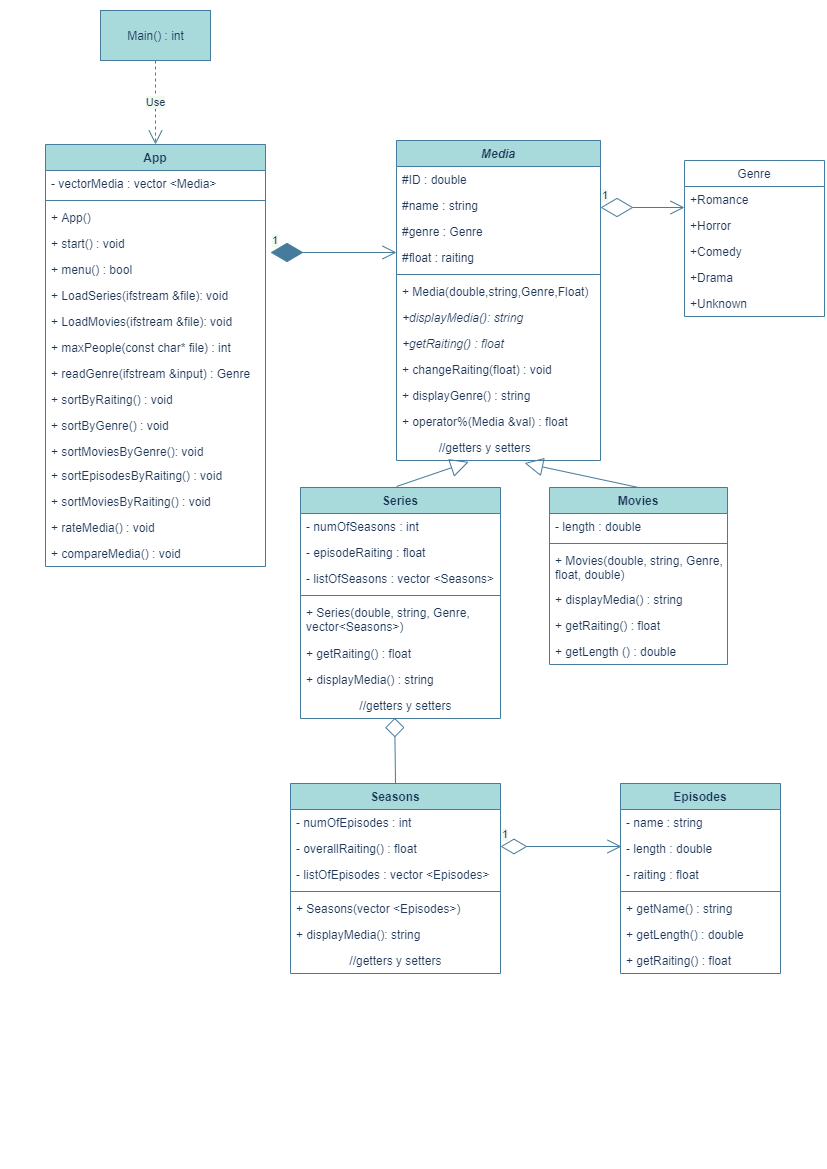 Main() : int
Use
App
- vectorMedia : vector <Media>
+ App()
+ start() : void
+ menu() : bool
+ LoadSeries(ifstream &file): void
+ LoadMovies(ifstream &file): void
+ maxPeople(const char* file) : int
+ readGenre(ifstream &input) : Genre
+ sortByRaiting() : void
+ sortByGenre() : void
+ sortMoviesByGenre(): void
+ sortEpisodesByRaiting() : void
+ sortMoviesByRaiting() : void
+ rateMedia() : void
+ compareMedia() : void
1
Media
#ID : double
#name : string
#genre : Genre
#float : raiting
+ Media(double,string,Genre,Float)
+displayMedia(): string
+getRaiting() : float
+ changeRaiting(float) : void
+ displayGenre() : string
+ operator%(Media &val) : float
//getters y setters
1
Genre
+Romance
+Horror
+Comedy
+Drama
+Unknown
Series
- numOfSeasons : int
- episodeRaiting : float
- listOfSeasons : vector <Seasons>
+ Series(double, string, Genre,
vector<Seasons>)
+ getRaiting() : float
+ displayMedia() : string
//getters y setters
Movies
- length : double
+ Movies(double, string, Genre,
float, double)
+ displayMedia() : string
+ getRaiting() : float
+ getLength () : double
Seasons
- numOfEpisodes : int
- overallRaiting() : float
- listOfEpisodes : vector <Episodes>
+ Seasons(vector <Episodes>)
+ displayMedia(): string
//getters y setters
1
Episodes
- name : string
- length : double
- raiting : float
+ getName() : string
+ getLength() : double
+ getRaiting() : float